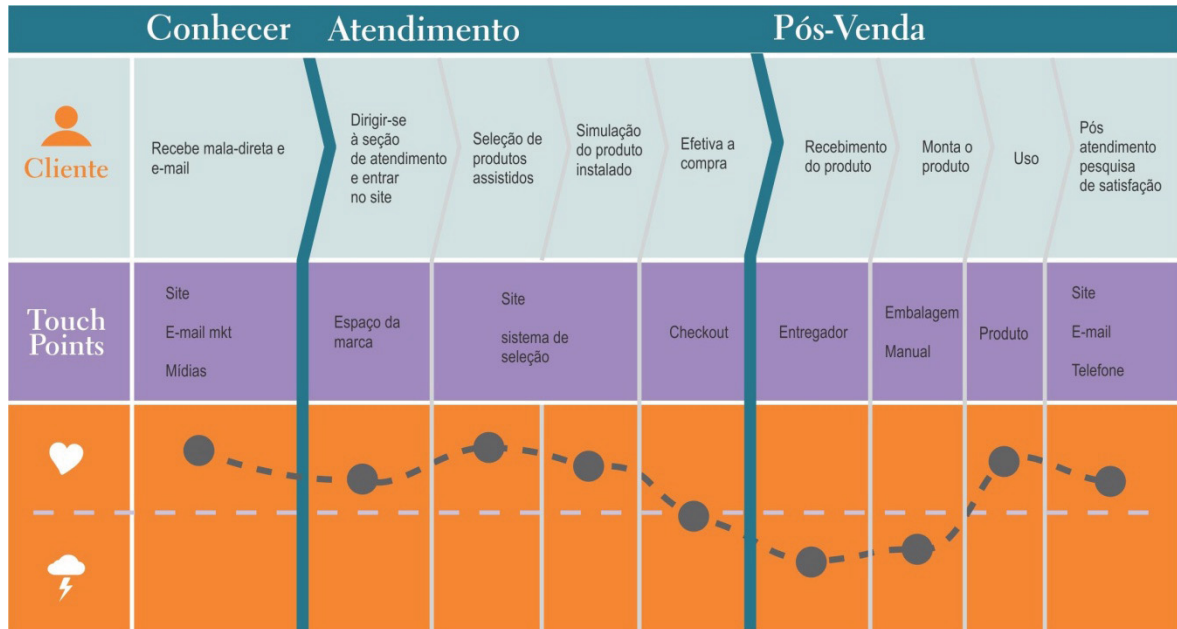 Conhecer
Atendimento
Pós-Venda
Cliente
Recebe mala-direta e
e-mail
Dirigir-se
à seção
de atendimento
e entrar
no site
Seleção de
produtos
assistidos
Simulação
do produto
instalado
Efetiva a
compra
Recebimento
do produto
Monta o
produto
Uso
Pós
atendimento
pesquisa
de satisfação
Touch
Points
Site
E-mail mkt
Mídias
Espaço da
marca
Site
sistema de
seleção
Checkout
Entregador
Embalagem
Manual
Produto
Site
E-mail
Telefone